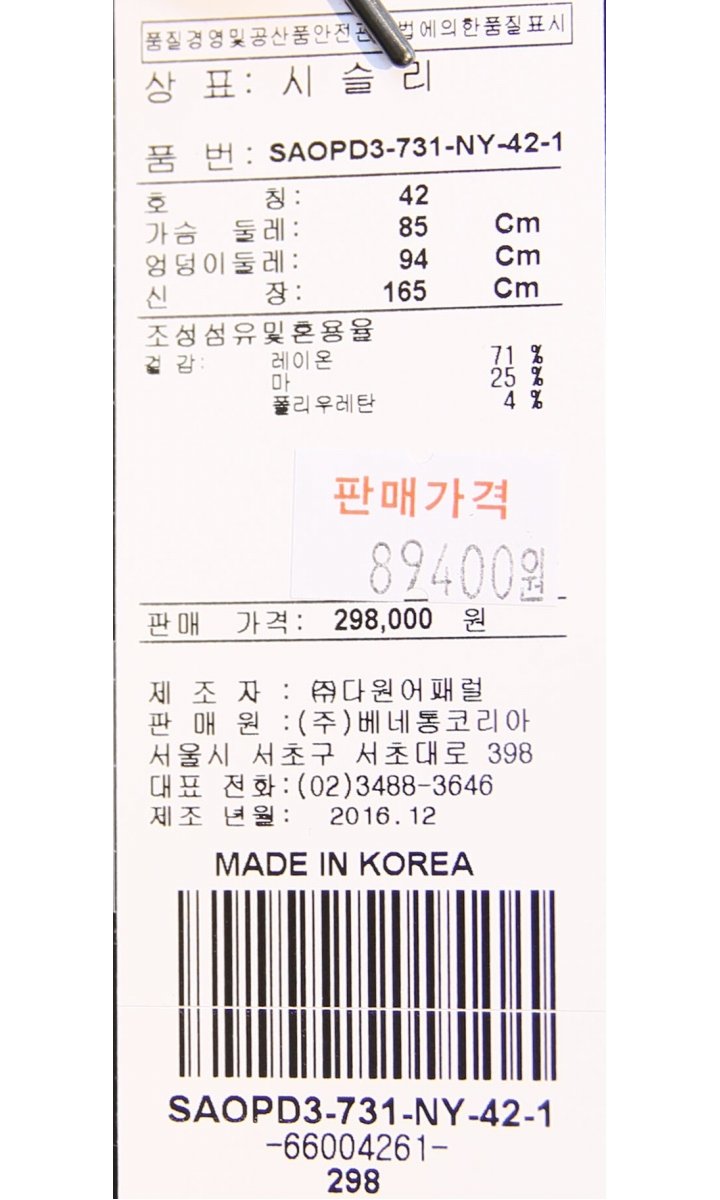 품질경영및공산품안전관 법에의한품질표시
상 표: 시 슬 리
품 번: SAOPD3-731-NY-42-1
호 칭: 42
가슴 둘레: 85 Cm
엉덩이둘레: 94 Cm
신 장: 165 Cm
조성섬유및혼용율
겉 감: 레이온 71 %
마 25 %
폴리우레탄 4 %
판매가격
89400원
판매 가격: 298,000 원
제 조 자 : ㈜다원어패럴
판 매 원 :(주)베네통코리아
서울시 서초구 서초대로 398
대표 전화:(02)3488-3646
제조 년월: 2016.12
MADE IN KOREA
SAOPD3-731-NY-42-1
-66004261-
298